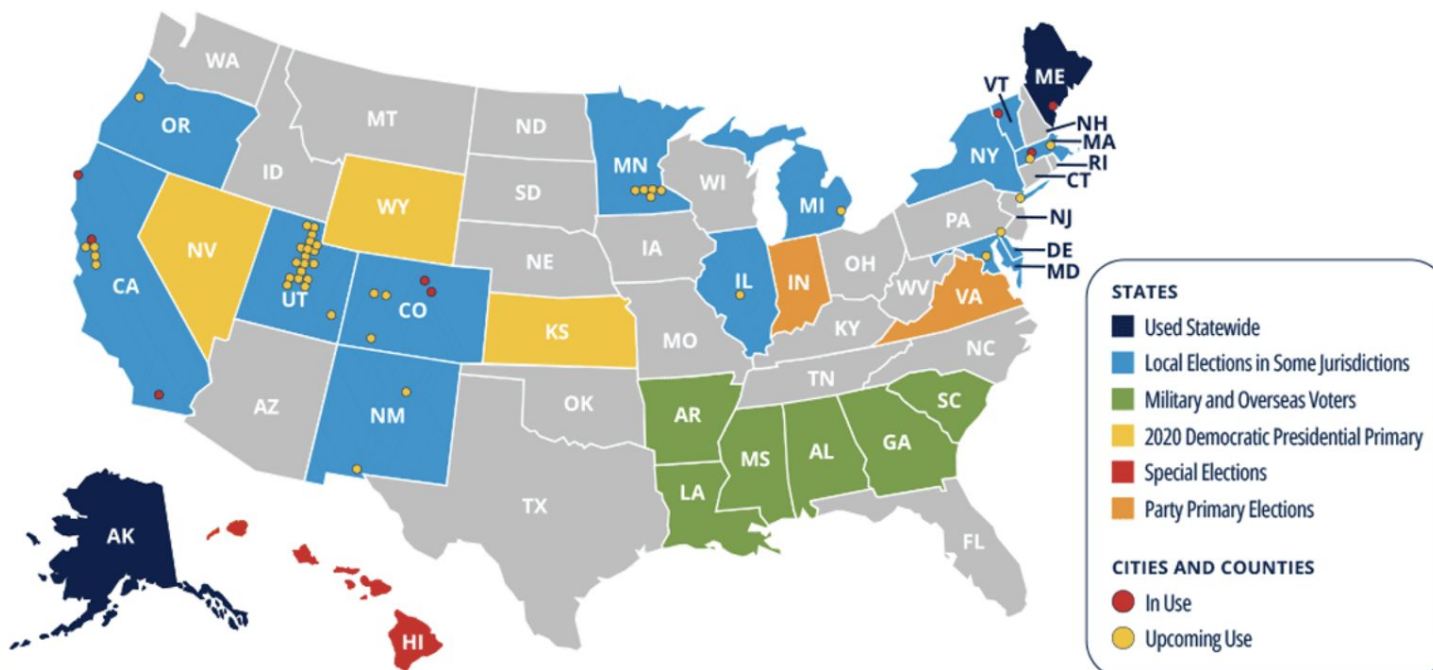 WA
ME
VT
MT
ND
OR
MN
NH
MA
ID
NY
WI
RI
SD
CT
MI
WY
PA
NJ
IA
NV
NE
DE
OH
MD
IL
IN
CA
UT
WV
CO
VA
KS
MO
KY
NC
TN
AZ
OK
NM
AR
SC
MS
AL
GA
LA
TX
FL
AK
HI
STATES
Used Statewide
Local Elections in Some Jurisdictions
Military and Overseas Voters
2020 Democratic Presidential Primary
Special Elections
Party Primary Elections
CITIES AND COUNTIES
In Use
Upcoming Use